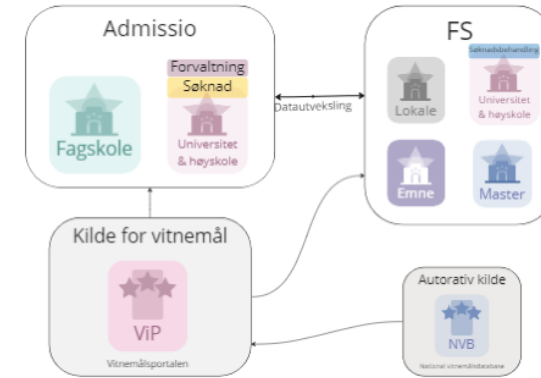 Admissio
Fagskole
Forvaltning
Søknad
Universitet
& høyskole
Datautveksling
FS
Lokale
Søknadsbehandling
Universitet
& høyskole
Emne
Master
Kilde for vitnemål
ViP
Vitnemålsportalen
Autorativ kilde
NVB
National vitnemålsdatabase